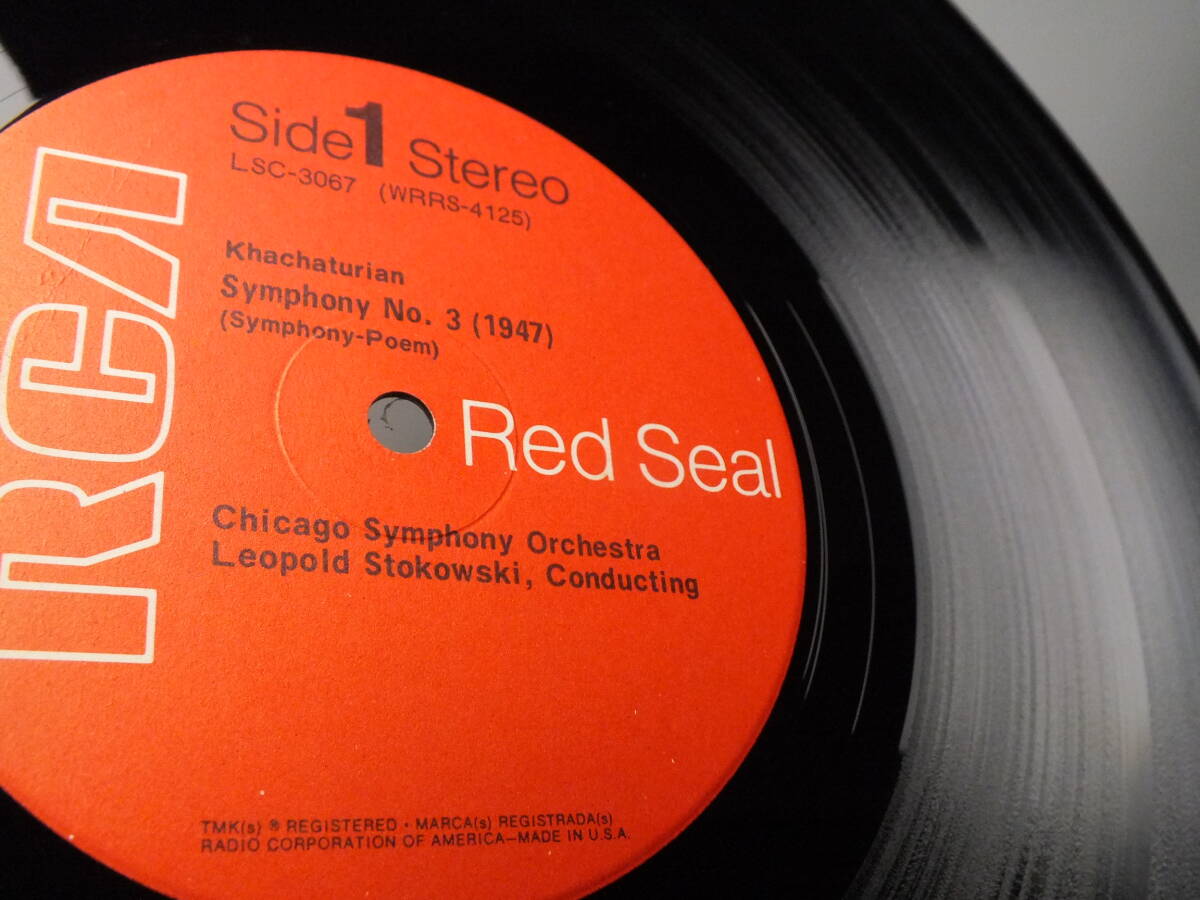 Side 1 Stereo
LSC-3067 (WRRS-4125)
RCA
Khachaturian
Symphony No. 3 (1947)
(Symphony-Poem)
Red Seal
Chicago Symphony Orchestra
Leopold Stokowski, Conducting
TMK(s) ® REGISTERED • MARCA(s) REGISTRADA(s)
RADIO CORPORATION OF AMERICA—MADE IN U.S.A.